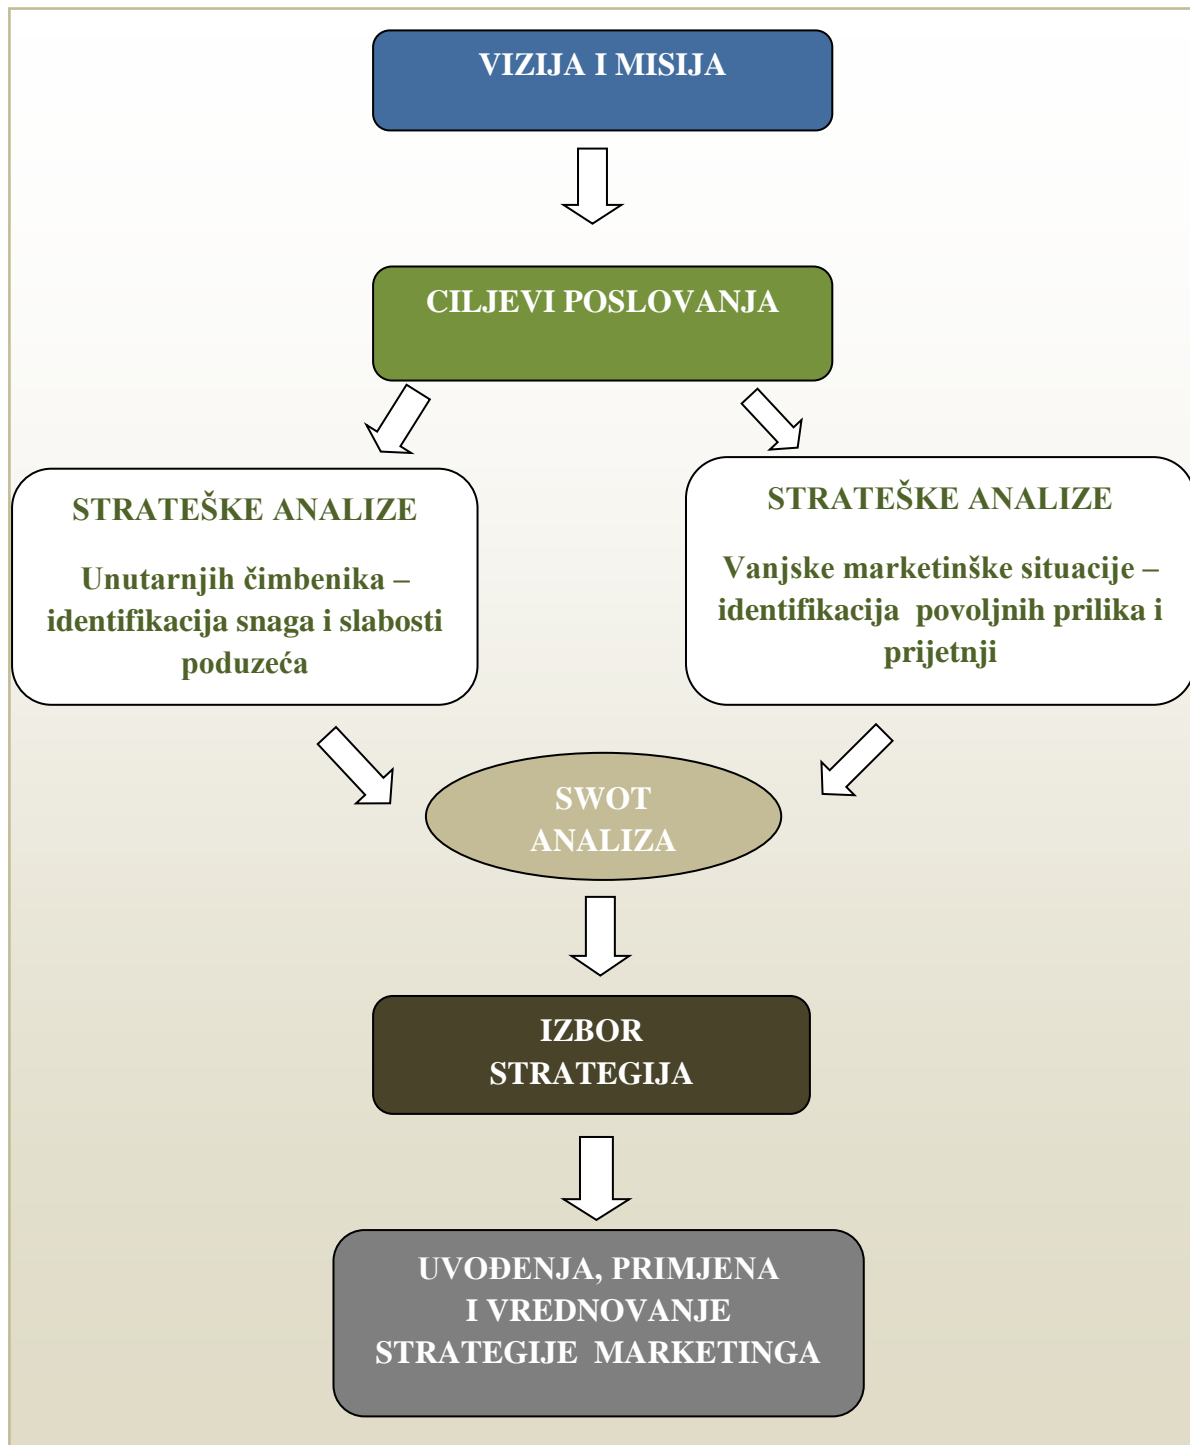 VIZIJA I MISIJA
CILJEVI POSLOVANJA
STRATEŠKE ANALIZE
Unutarnjih čimbenika –
identifikacija snaga i slabosti
poduzeća
STRATEŠKE ANALIZE
Vanjske marketinške situacije –
identifikacija  povoljnih prilika i
prijetnji
SWOT
ANALIZA
IZBOR
STRATEGIJA
UVOĐENJA, PRIMJENA
I VREDNOVANJE
STRATEGIJE  MARKETINGA